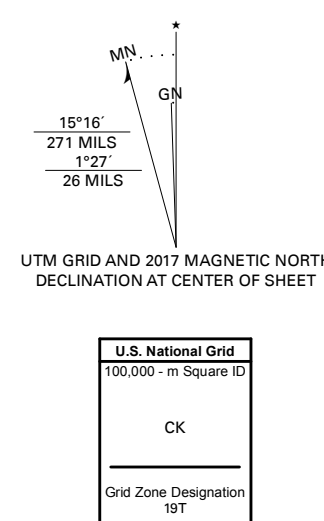 ★
MN
GN
15°16´
271 MILS
1°27´
26 MILS
UTM GRID AND 2017 MAGNETIC NORTH
DECLINATION AT CENTER OF SHEET
U.S. National Grid
100,000 - m Square ID
CK
Grid Zone Designation
19T